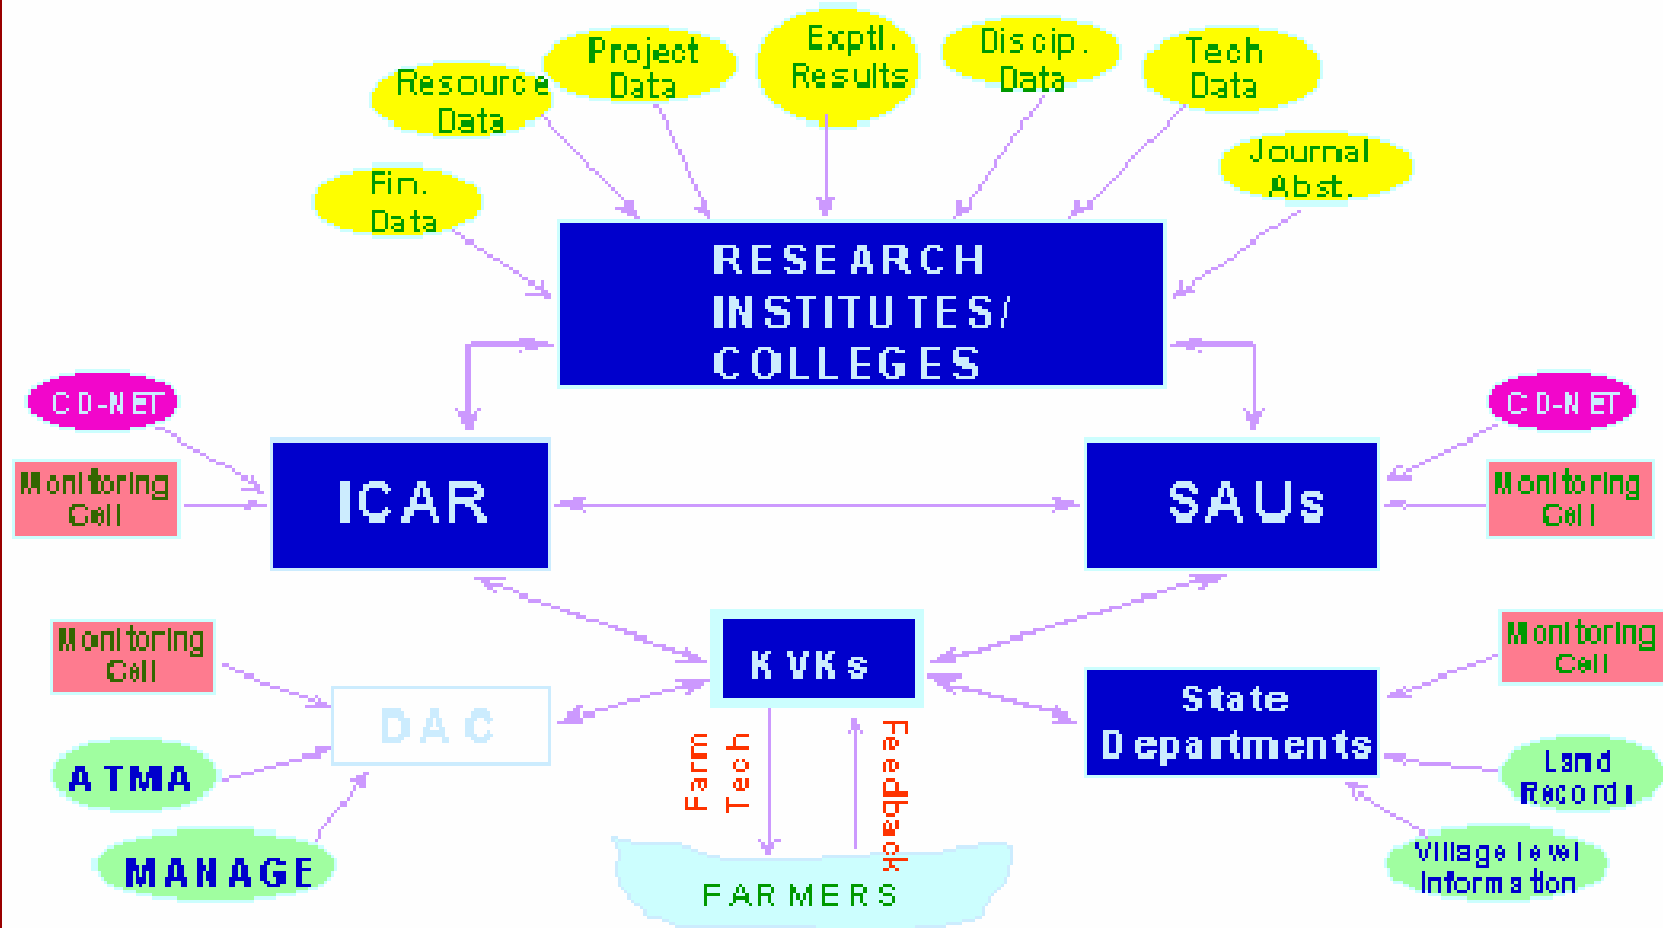 Exptl.
Results
Discip.
Data
Project
Data
Tech
Data
Resource
Data
Journal
Abst.
Fin.
Data
RESEARCH
INSTITUTES/
COLLEGES
CD-NET
CD-NET
Monitoring
Cell
ICAR
SAUs
Monitoring
Cell
Monitoring
Cell
KVKs
Monitoring
Cell
DAC
State
Departments
Farm
Tech
Feedback
ATMA
Land
Records
MANAGE
Village level
Information
FARMERS